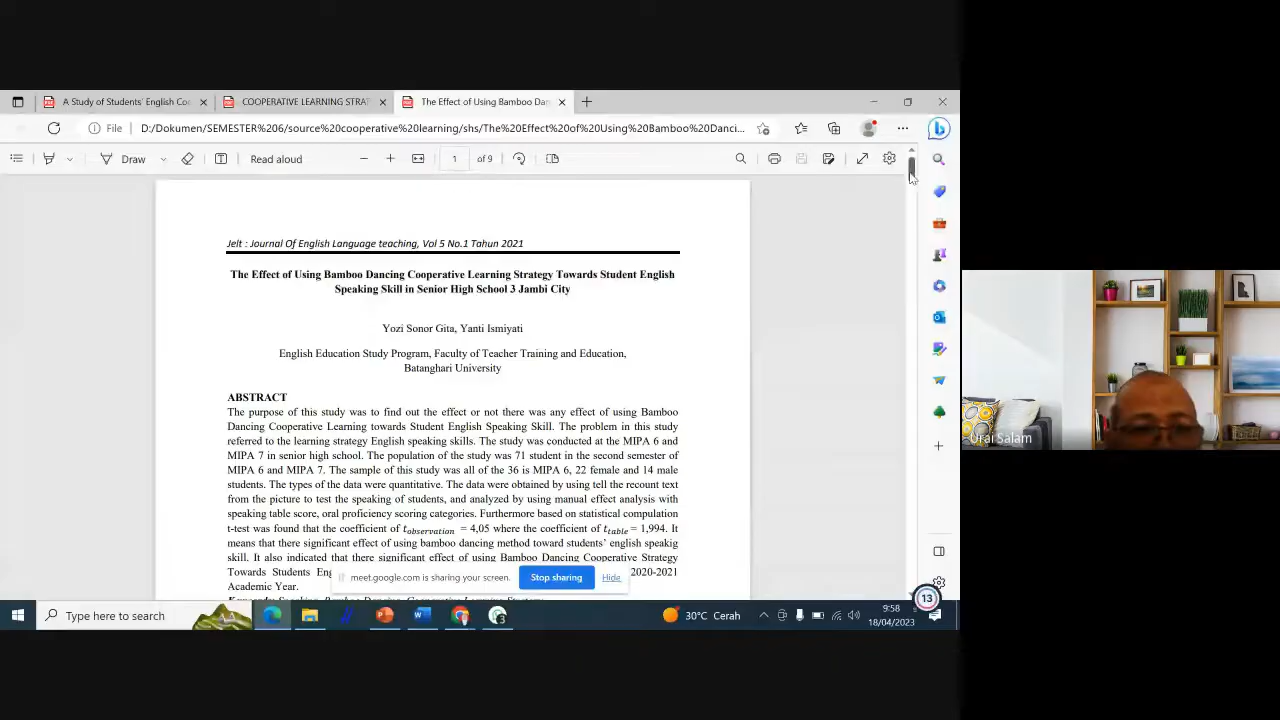 A Study of Students' English Co
COOPERATIVE LEARNING STRA
The Effect of Using Bamboo Da
File D:/Dokumen/SEMESTER%206/source%20cooperative%20learning/shs/The%20Effect%20of%20Using%20Bamboo%20Danci...
Draw Read aloud 1 of 9
Jelt : Journal Of English Language teaching, Vol 5 No.1 Tahun 2021
The Effect of Using Bamboo Dancing Cooperative Learning Strategy Towards Student English
Speaking Skill in Senior High School 3 Jambi City
Yozi Sonor Gita, Yanti Ismiyati
English Education Study Program, Faculty of Teacher Training and Education,
Batanghari University
ABSTRACT
The purpose of this study was to find out the effect or not there was any effect of using Bamboo
Dancing Cooperative Learning towards Student English Speaking Skill. The problem in this study
referred to the learning strategy English speaking skills. The study was conducted at the MIPA 6 and
MIPA 7 in senior high school. The population of the study was 71 student in the second semester of
MIPA 6 and MIPA 7. The sample of this study was all of the 36 is MIPA 6, 22 female and 14 male
students. The types of the data were quantitative. The data were obtained by using tell the recount text
from the picture to test the speaking of students, and analyzed by using manual effect analysis with
speaking table score, oral proficiency scoring categories. Furthermore based on statistical computation
t-test was found that the coefficient of tobservation = 4,05 where the coefficient of ttable = 1,994. It
means that there significant effect of using bamboo dancing method toward students' english speakig
skill. It also indicated that there significant effect of using Bamboo Dancing Cooperative Strategy
Towards Students Eng 2020-2021
Academic Year.
meet.google.com is sharing your screen. Stop sharing Hide
Urai Salam
Type here to search
30°C Cerah
9:58
18/04/2023
13